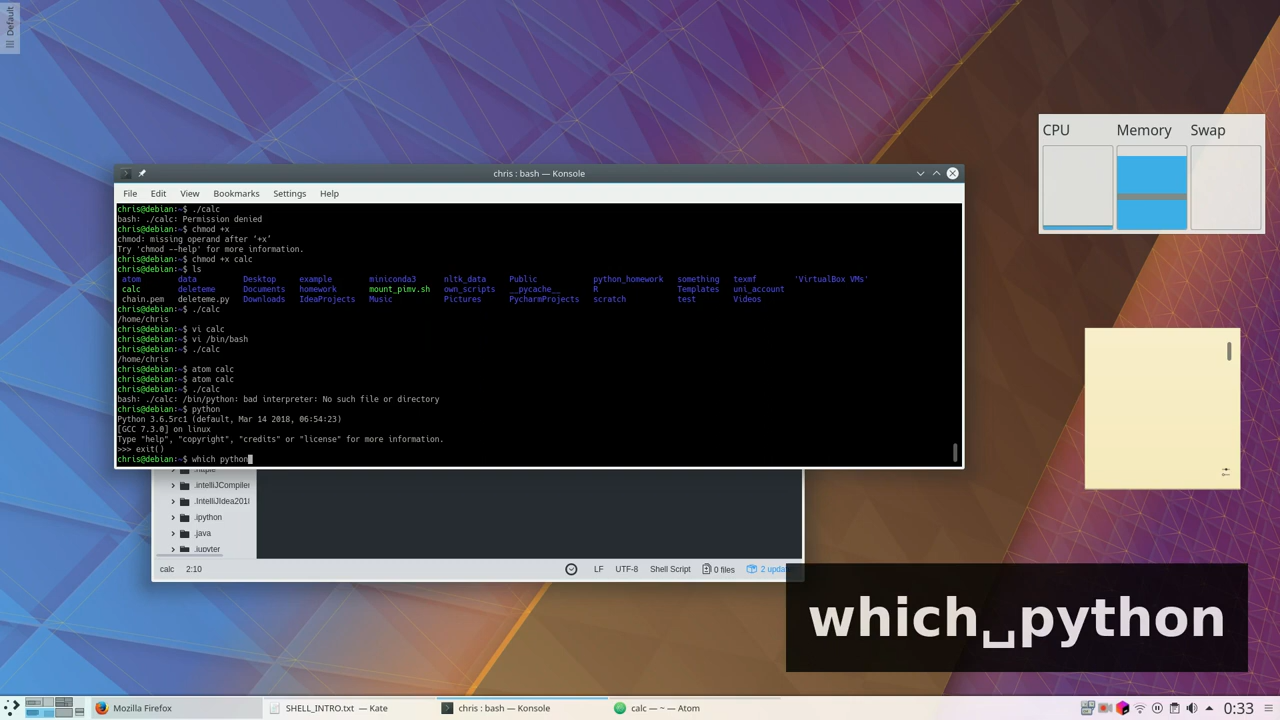 Default
CPU Memory Swap
chris : bash — Konsole
File Edit View Bookmarks Settings Help
chris@debian:~$ ./calc
bash: ./calc: Permission denied
chris@debian:~$ chmod +x
chmod: missing operand after ‘+x’
Try 'chmod --help' for more information.
chris@debian:~$ chmod +x calc
chris@debian:~$ ls
atom data Desktop example miniconda3 nltk_data Public python_homework something texmf 'VirtualBox VMs'
calc deleteme Documents homework mount_pimv.sh own_scripts __pycache__ R Templates uni_account
chain.pem deleteme.py Downloads IdeaProjects Music Pictures PycharmProjects scratch test Videos
chris@debian:~$ ./calc
/home/chris
chris@debian:~$ vi calc
chris@debian:~$ vi /bin/bash
chris@debian:~$ ./calc
/home/chris
chris@debian:~$ atom calc
chris@debian:~$ atom calc
chris@debian:~$ ./calc
bash: ./calc: /bin/python: bad interpreter: No such file or directory
chris@debian:~$ python
Python 3.6.5rc1 (default, Mar 14 2018, 06:54:23)
[GCC 7.3.0] on linux
Type "help", "copyright", "credits" or "license" for more information.
>>> exit()
chris@debian:~$ which python
.intelliJCompiler
.IntelliJIdea2018
.ipython
.java
.jupyter
calc 2:10 LF UTF-8 Shell Script 0 files 2 upda
which␣python
Mozilla Firefox SHELL_INTRO.txt — Kate chris : bash — Konsole calc — ~ — Atom 0:33